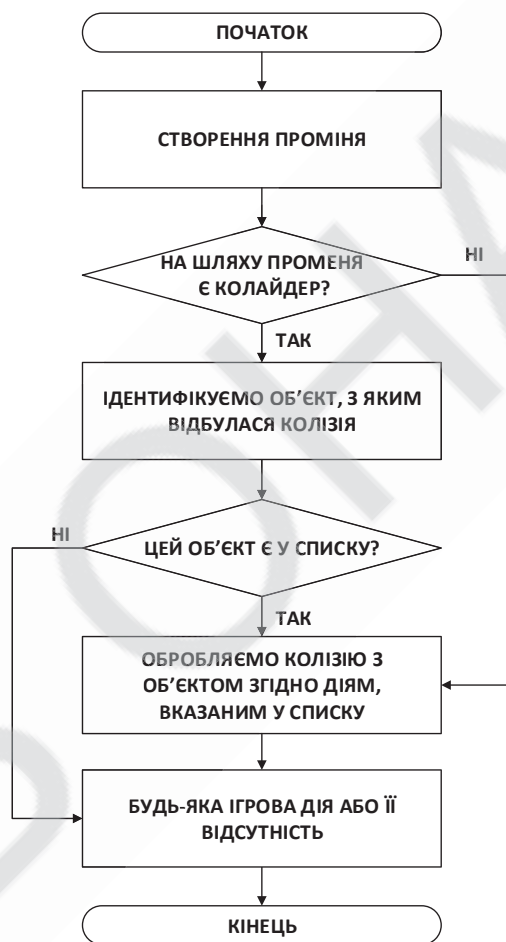 ПОЧАТОК
СТВОРЕННЯ ПРОМІНЯ
НА ШЛЯХУ ПРОМЕНЯ
Є КОЛАЙДЕР?
НІ
ТАК
ІДЕНТИФІКУЄМО ОБ’ЄКТ, З ЯКИМ
ВІДБУЛАСЯ КОЛІЗІЯ
НІ
ЦЕЙ ОБ’ЄКТ Є У СПИСКУ?
ТАК
ОБРОБЛЯЄМО КОЛІЗІЮ З
ОБ’ЄКТОМ ЗГІДНО ДІЯМ,
ВКАЗАНИМ У СПИСКУ
БУДЬ-ЯКА ІГРОВА ДІЯ АБО ЇЇ
ВІДСУТНІСТЬ
КІНЕЦЬ